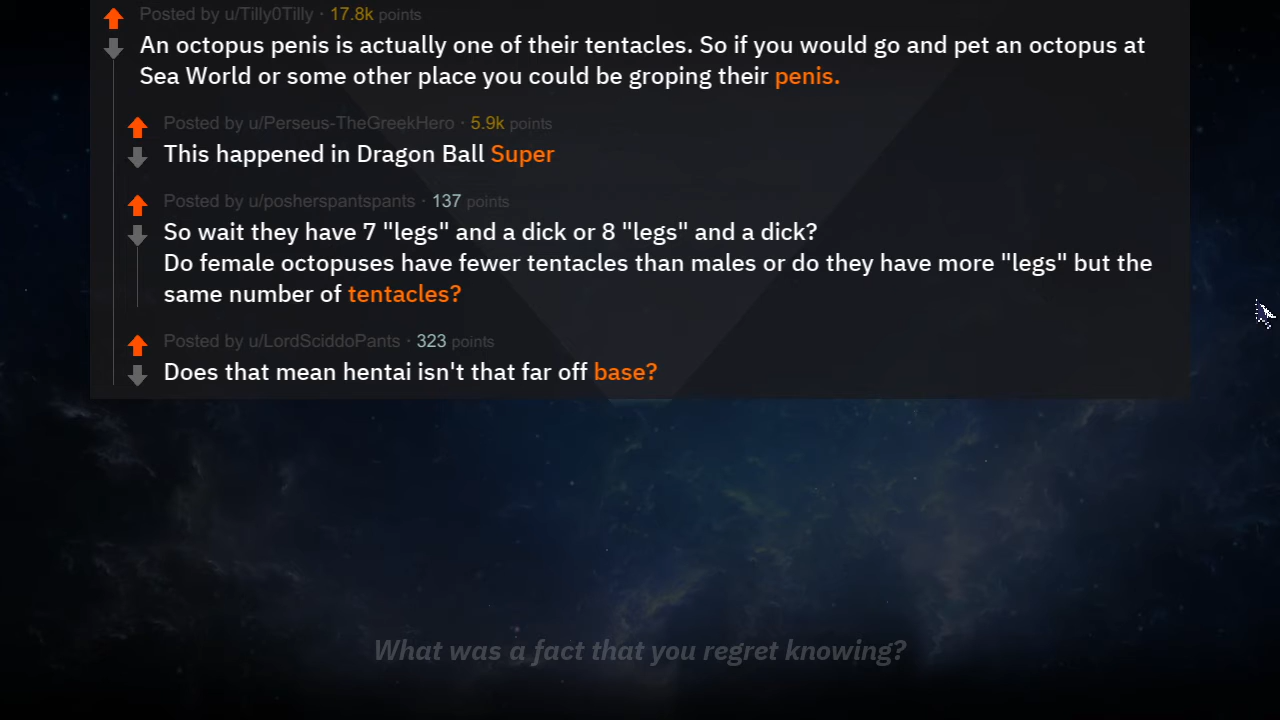 Posted by u/Tilly0Tilly · 17.8k points
An octopus penis is actually one of their tentacles. So if you would go and pet an octopus at
Sea World or some other place you could be groping their penis.
Posted by u/Perseus-TheGreekHero · 5.9k points
This happened in Dragon Ball Super
Posted by u/posherspantspants · 137 points
So wait they have 7 "legs" and a dick or 8 "legs" and a dick?
Do female octopuses have fewer tentacles than males or do they have more "legs" but the
same number of tentacles?
Posted by u/LordSciddoPants · 323 points
Does that mean hentai isn't that far off base?
What was a fact that you regret knowing?